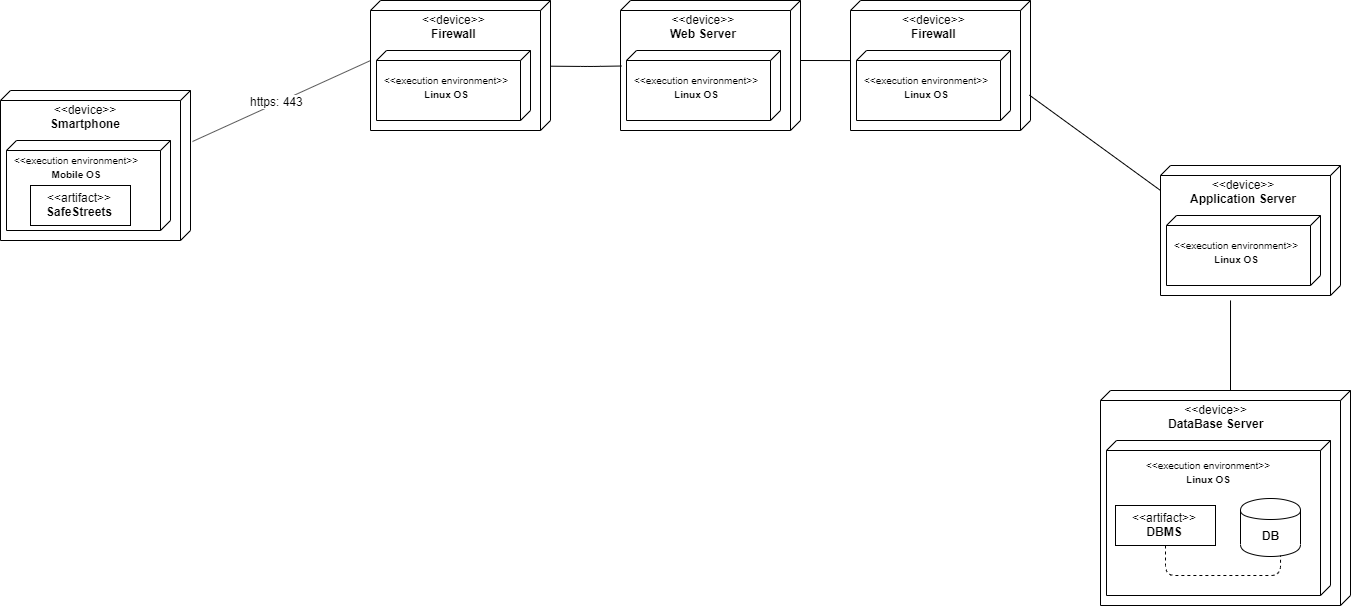 <<device>>
Firewall
<<execution environment>>
Linux OS
<<device>>
Web Server
<<execution environment>>
Linux OS
<<device>>
Firewall
<<execution environment>>
Linux OS
https: 443
<<device>>
Smartphone
<<execution environment>>
Mobile OS
<<artifact>>
SafeStreets
<<device>>
Application Server
<<execution environment>>
Linux OS
<<device>>
DataBase Server
<<execution environment>>
Linux OS
<<artifact>>
DBMS
DB